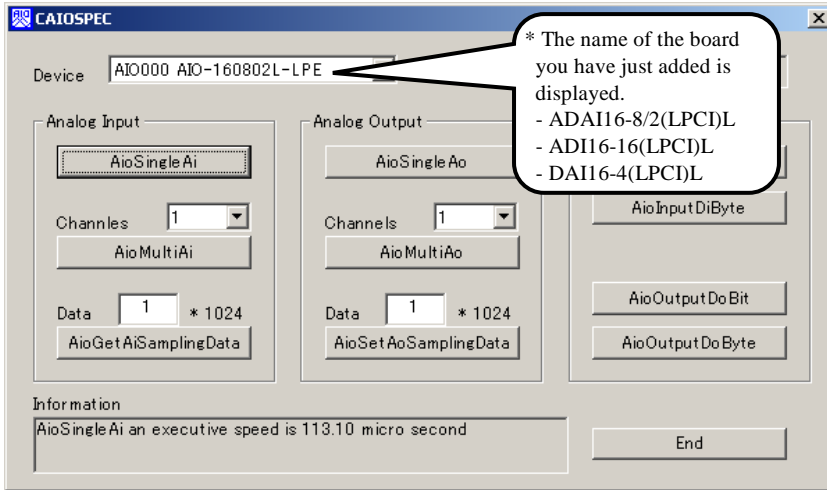 CAIOSPEC
Device
AIO000 AIO-160802L-LPE
* The name of the board
you have just added is
displayed.
- ADAI16-8/2(LPCI)L
- ADI16-16(LPCI)L
- DAI16-4(LPCI)L
Analog Input
AioSingleAi
Channles
1
AioMultiAi
Data
1
* 1024
AioGetAiSamplingData
Analog Output
AioSingleAo
Channels
1
AioMultiAo
Data
1
* 1024
AioSetAoSamplingData
AioInputDiByte
AioOutputDoBit
AioOutputDoByte
Information
AioSingleAi an executive speed is 113.10 micro second
End